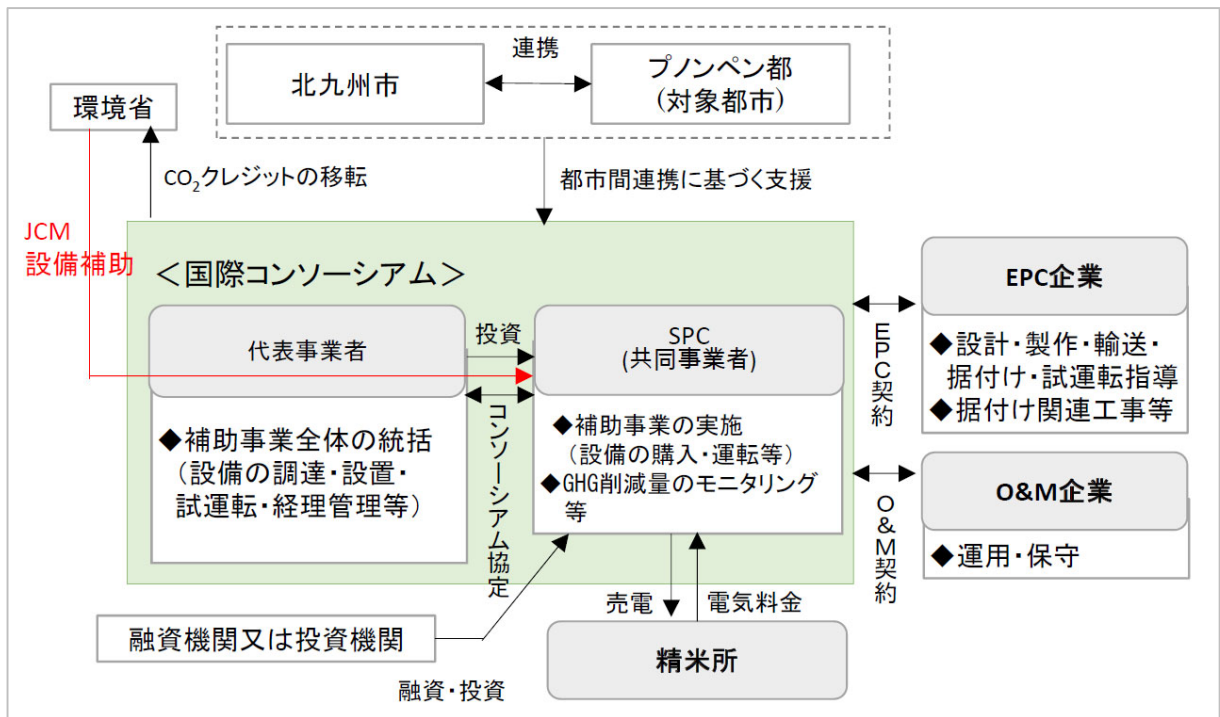 連携
北九州市
プノンペン都
(対象都市)
環境省
CO₂クレジットの移転
都市間連携に基づく支援
JCM
設備補助
＜国際コンソーシアム＞
代表事業者
投資
SPC
(共同事業者)
◆補助事業全体の統括
（設備の調達・設置・
試運転・経理管理等）
コンソーシアム協定
◆補助事業の実施
（設備の購入・運転等）
◆GHG削減量のモニタリング
等
EPC契約
EPC企業
◆設計・製作・輸送・
据付け・試運転指導
◆据付け関連工事等
O&M契約
O&M企業
◆運用・保守
売電
電気料金
融資機関又は投資機関
精米所
融資・投資